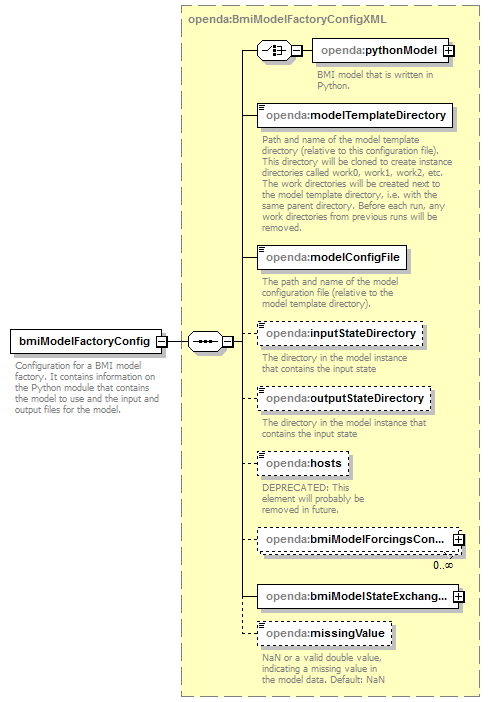 openda:BmiModelFactoryConfigXML
openda:pythonModel
BMI model that is written in
Python.
openda:modelTemplateDirectory
Path and name of the model template
directory (relative to this configuration file).
This directory will be cloned to create instance
directories called work0, work1, work2, etc.
The work directories will be created next to
the model template directory, i.e. with the
same parent directory. Before each run, any
work directories from previous runs will be
removed.
openda:modelConfigFile
The path and name of the model
configuration file (relative to the
model template directory).
bmiModelFactoryConfig
Configuration for a BMI model
factory. It contains information on
the Python module that contains
the model to use and the input and
output files for the model.
openda:inputStateDirectory
The directory in the model instance
that contains the input state
openda:outputStateDirectory
The directory in the model instance that
contains the input state
openda:hosts
DEPRECATED: This
element will probably be
removed in future.
openda:bmiModelForcingsCon...
0..∞
openda:bmiModelStateExchang...
openda:missingValue
NaN or a valid double value,
indicating a missing value in
the model data. Default: NaN